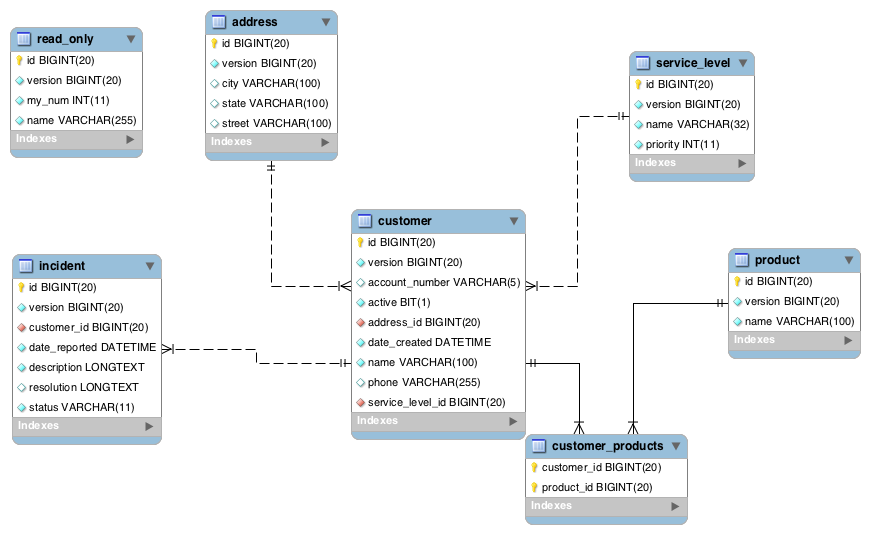 read_only
id BIGINT(20)
version BIGINT(20)
my_num INT(11)
name VARCHAR(255)
Indexes
address
id BIGINT(20)
version BIGINT(20)
city VARCHAR(100)
state VARCHAR(100)
street VARCHAR(100)
Indexes
service_level
id BIGINT(20)
version BIGINT(20)
name VARCHAR(32)
priority INT(11)
Indexes
customer
id BIGINT(20)
version BIGINT(20)
account_number VARCHAR(5)
active BIT(1)
address_id BIGINT(20)
date_created DATETIME
name VARCHAR(100)
phone VARCHAR(255)
service_level_id BIGINT(20)
Indexes
incident
id BIGINT(20)
version BIGINT(20)
customer_id BIGINT(20)
date_reported DATETIME
description LONGTEXT
resolution LONGTEXT
status VARCHAR(11)
Indexes
product
id BIGINT(20)
version BIGINT(20)
name VARCHAR(100)
Indexes
customer_products
customer_id BIGINT(20)
product_id BIGINT(20)
Indexes